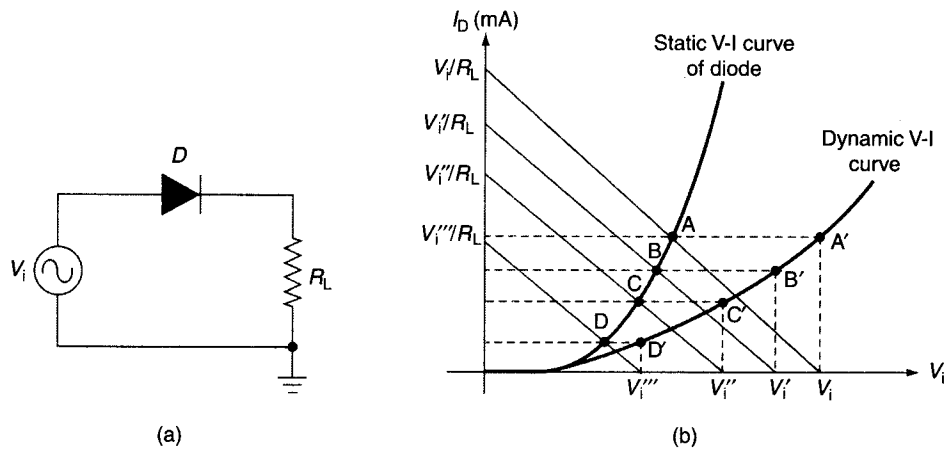 D
V_i
R_L
(a)
I_D (mA)
V_i/R_L
V_i′/R_L
V_i″/R_L
V_i‴/R_L
Static V-I curve
of diode
Dynamic V-I
curve
A
B
C
D
A′
B′
C′
D′
V_i‴
V_i″
V_i′
V_i
V_i
(b)